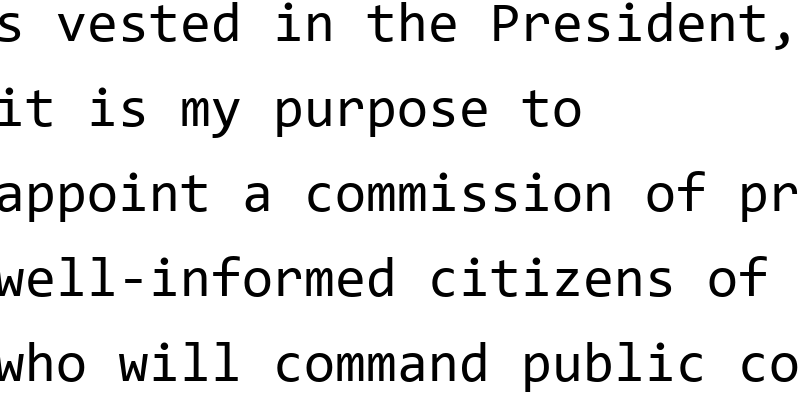 s vested in the President,
it is my purpose to
appoint a commission of pr
well-informed citizens of
who will command public co